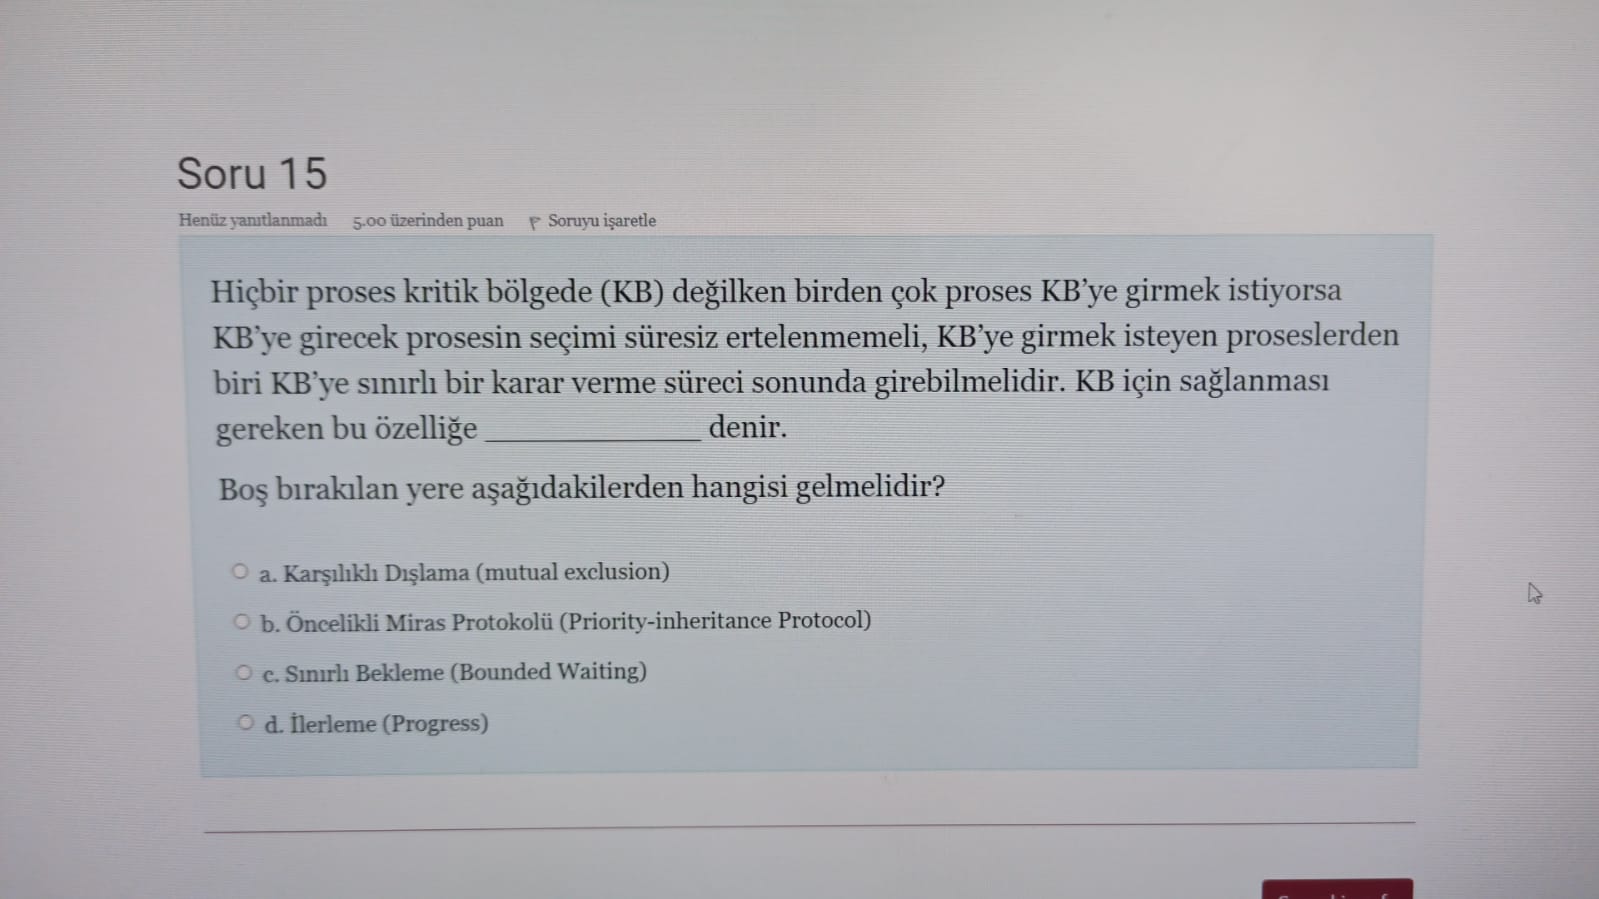 Soru 15
Henüz yanıtlanmadı 5.00 üzerinden puan Soruyu işaretle
Hiçbir proses kritik bölgede (KB) değilken birden çok proses KB’ye girmek istiyorsa
KB’ye girecek prosesin seçimi süresiz ertelenmemeli, KB’ye girmek isteyen proseslerden
biri KB’ye sınırlı bir karar verme süreci sonunda girebilmelidir. KB için sağlanması
gereken bu özelliğe ______________ denir.
Boş bırakılan yere aşağıdakilerden hangisi gelmelidir?
a. Karşılıklı Dışlama (mutual exclusion)
b. Öncelikli Miras Protokolü (Priority-inheritance Protocol)
c. Sınırlı Bekleme (Bounded Waiting)
d. İlerleme (Progress)